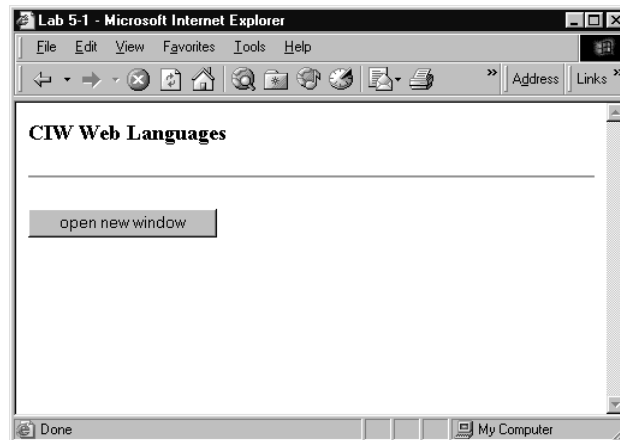 Lab 5-1 - Microsoft Internet Explorer
File Edit View Favorites Tools Help
Address Links
CIW Web Languages
open new window
Done My Computer